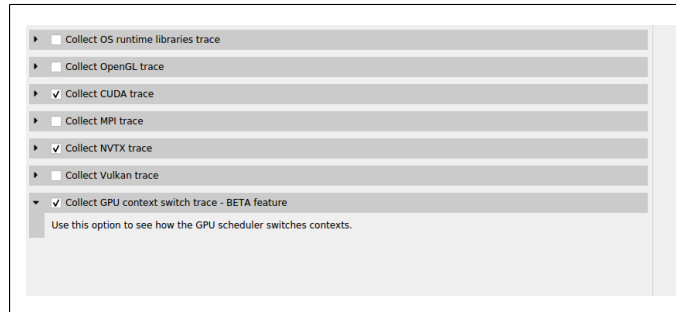 Collect OS runtime libraries trace
Collect OpenGL trace
Collect CUDA trace
Collect MPI trace
Collect NVTX trace
Collect Vulkan trace
Collect GPU context switch trace - BETA feature
Use this option to see how the GPU scheduler switches contexts.